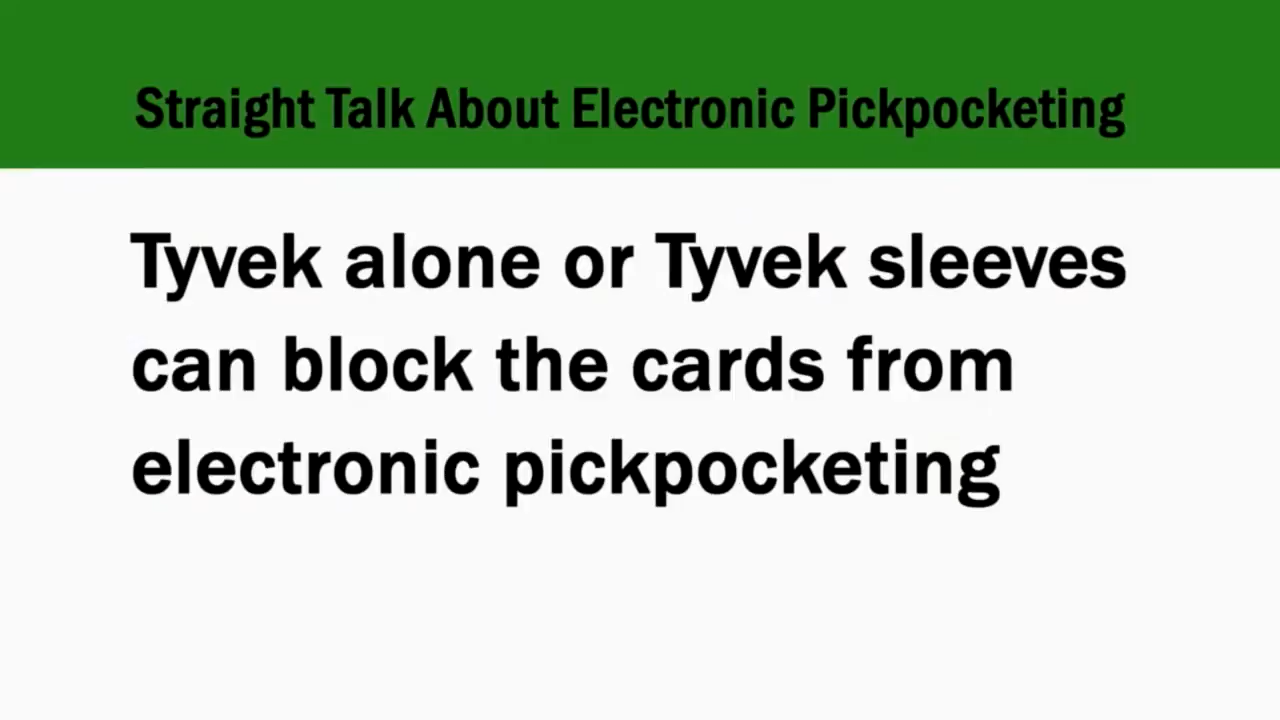 Straight Talk About Electronic Pickpocketing
Tyvek alone or Tyvek sleeves
can block the cards from
electronic pickpocketing